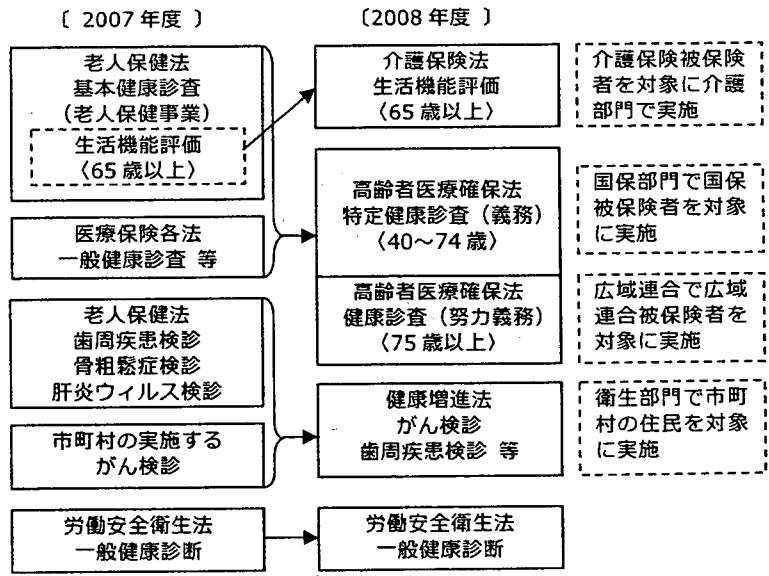 〔 2007 年度 〕
老人保健法
基本健康診査
(老人保健事業)
生活機能評価
〈65 歳以上〉
医療保険各法
一般健康診査 等
老人保健法
歯周疾患検診
骨粗鬆症検診
肝炎ウィルス検診
市町村の実施する
がん検診
労働安全衛生法
一般健康診断
〔2008 年度 〕
介護保険法
生活機能評価
〈65 歳以上〉
高齢者医療確保法
特定健康診査（義務）
〈40～74 歳〉
高齢者医療確保法
健康診査（努力義務）
〈75 歳以上〉
健康増進法
がん検診
歯周疾患検診 等
労働安全衛生法
一般健康診断
介護保険被保険
者を対象に介護
部門で実施
国保部門で国保
被保険者を対象
に実施
広域連合で広域
連合被保険者を
対象に実施
衛生部門で市町
村の住民を対象
に実施